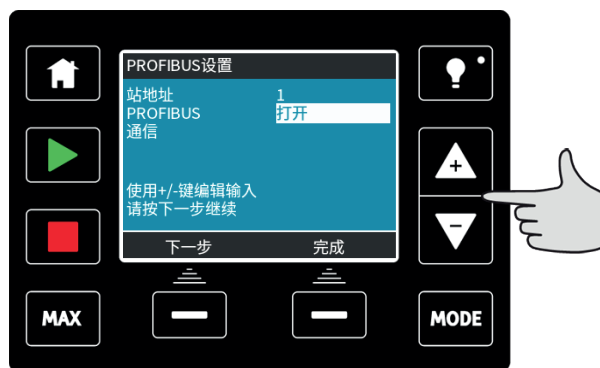 PROFIBUS设置
站地址 1
PROFIBUS 打开
通信
使用+/-键编辑输入
请按下一步继续
下一步 完成
+
−
MAX
MODE